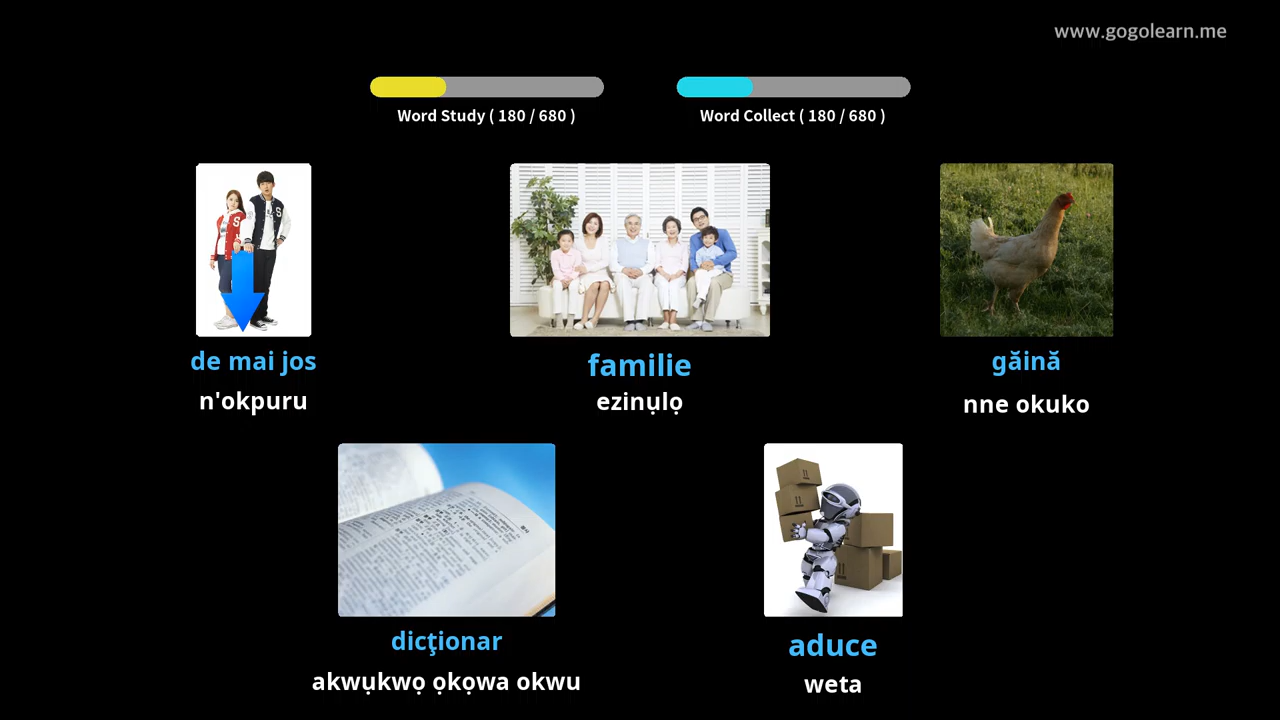 www.gogolearn.me
Word Study ( 180 / 680 )
Word Collect ( 180 / 680 )
de mai jos
n'okpuru
familie
ezinụlọ
găină
nne okuko
dicţionar
akwụkwọ ọkọwa okwu
aduce
weta